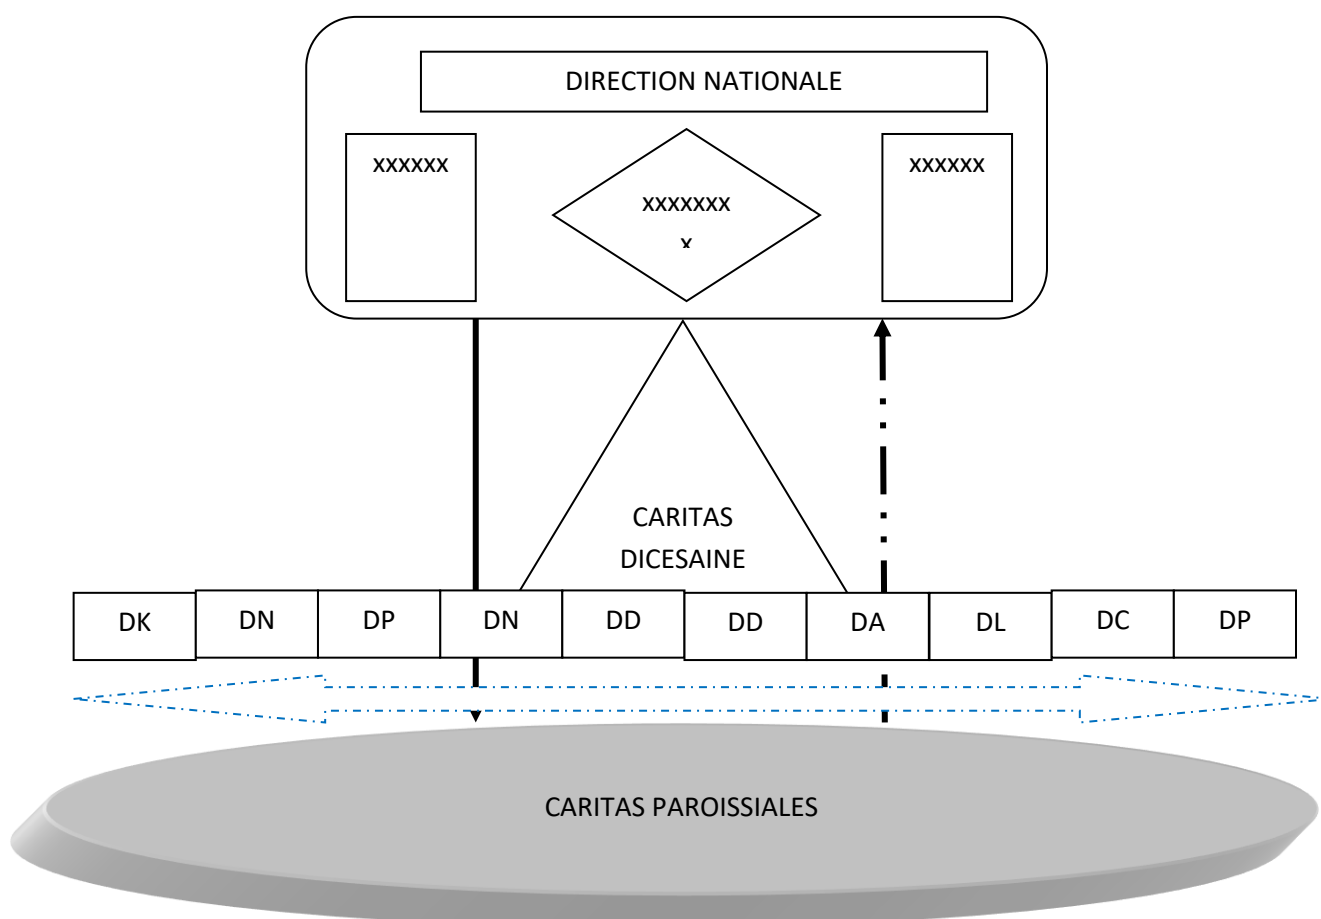 DIRECTION NATIONALE
xxxxxx
xxxxxxx
x
xxxxxx
CARITAS
DICESAINE
DK
DN
DP
DN
DD
DD
DA
DL
DC
DP
CARITAS PAROISSIALES